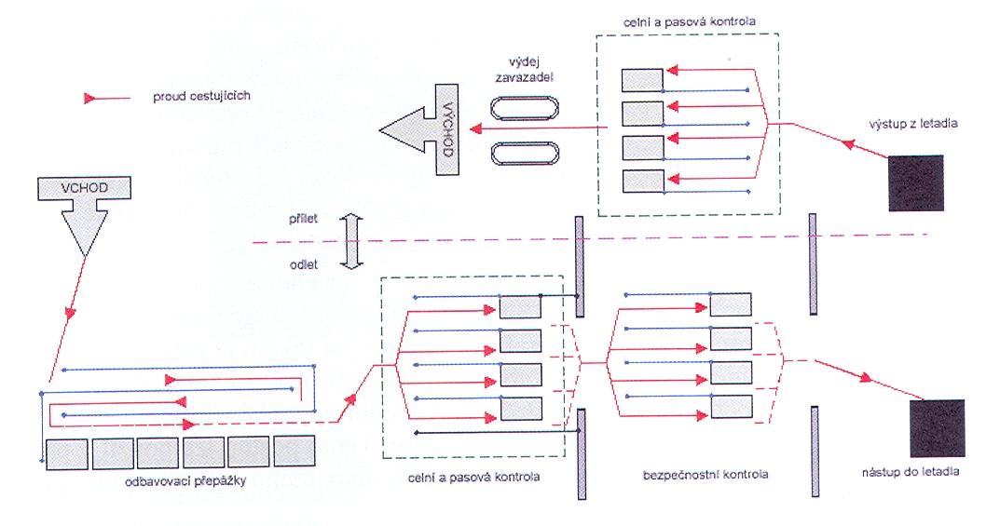 celní a pasová kontrola
výdej
zavazadel
proud cestujících
VÝCHOD
výstup z letadla
VCHOD
přílet
odlet
odbavovací přepážky
celní a pasová kontrola
bezpečnostní kontrola
nástup do letadla